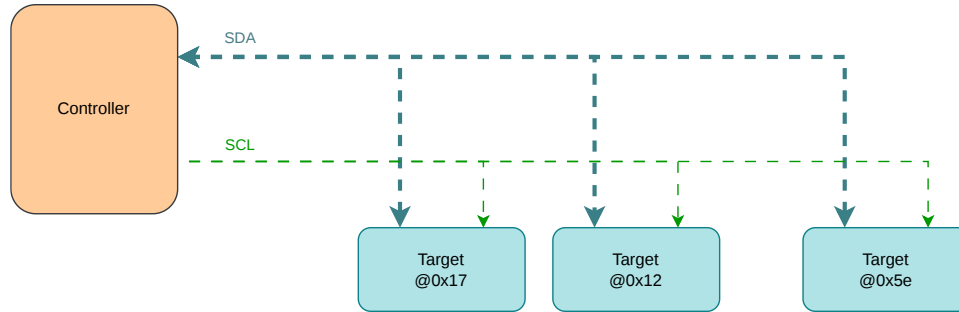 SDA
Controller
SCL
Target
@0x17
Target
@0x12
Target
@0x5e